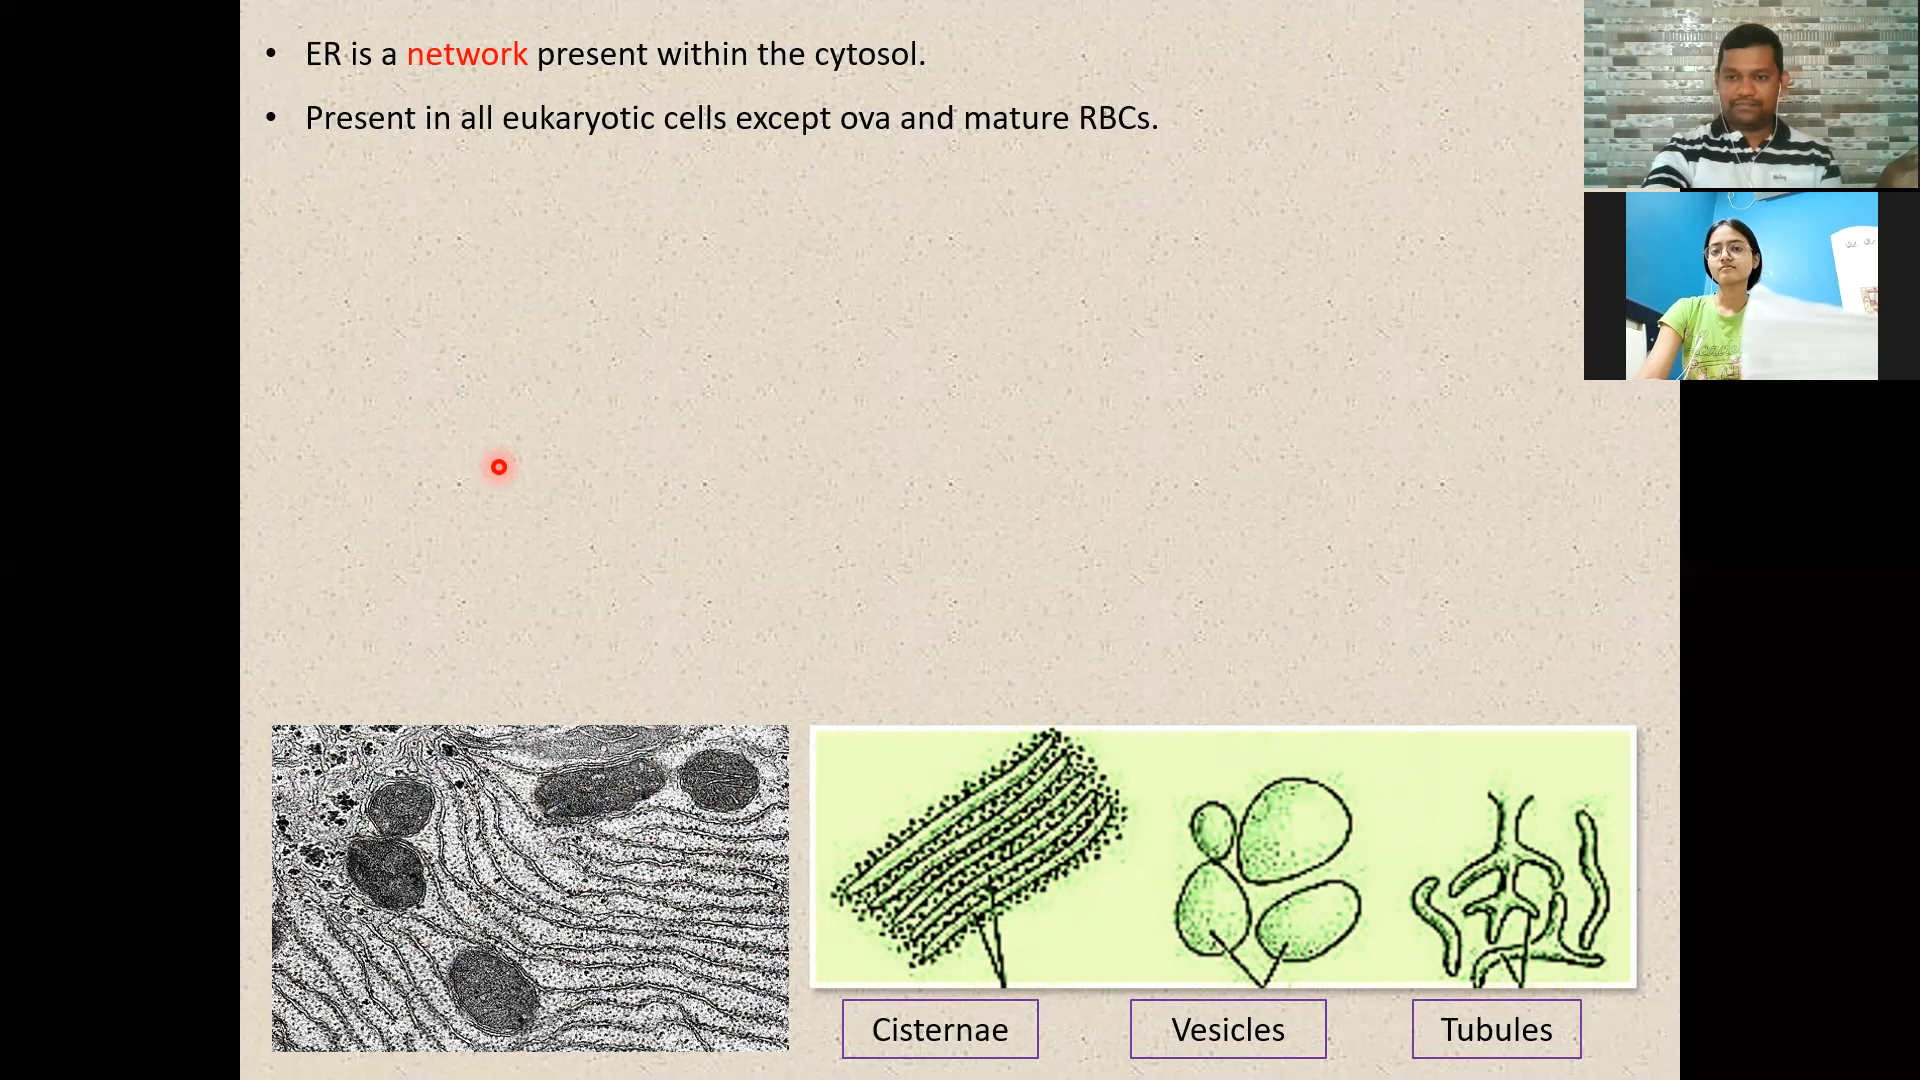 • ER is a network present within the cytosol.
• Present in all eukaryotic cells except ova and mature RBCs.
Cisternae
Vesicles
Tubules